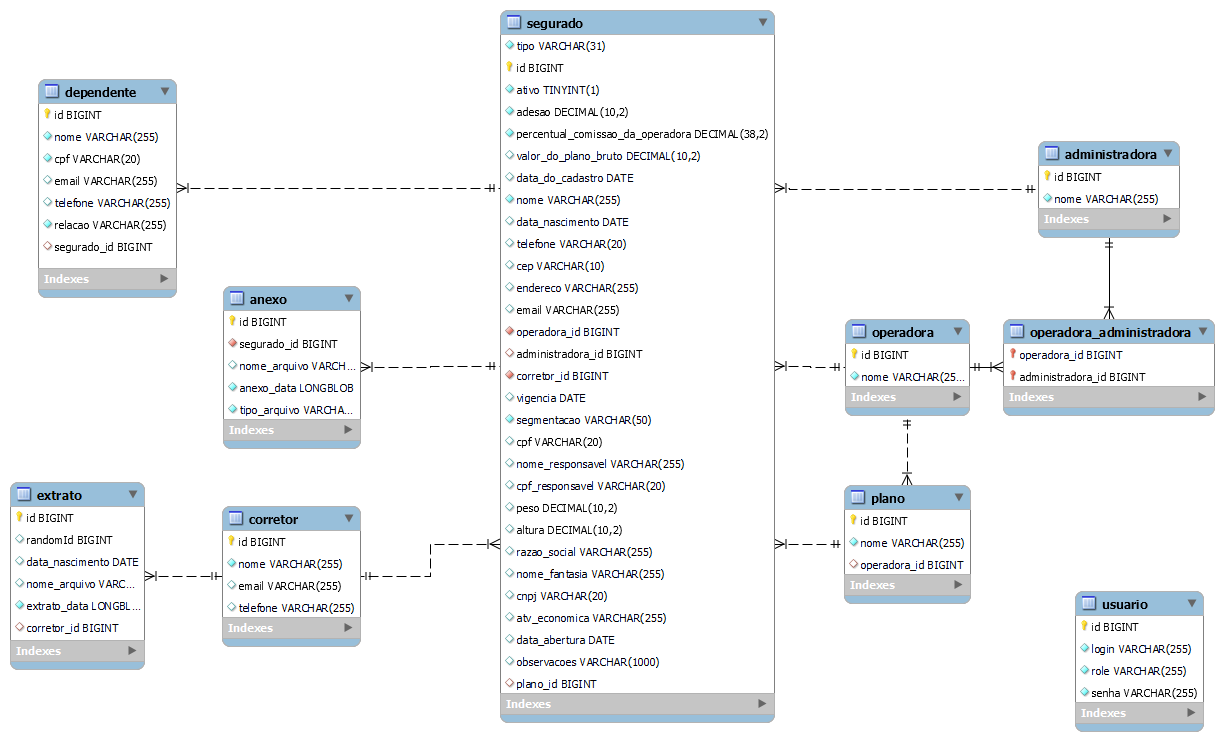 segurado
tipo VARCHAR(31)
id BIGINT
ativo TINYINT(1)
adesao DECIMAL(10,2)
percentual_comissao_da_operadora DECIMAL(38,2)
valor_do_plano_bruto DECIMAL(10,2)
data_do_cadastro DATE
nome VARCHAR(255)
data_nascimento DATE
telefone VARCHAR(20)
cep VARCHAR(10)
endereco VARCHAR(255)
email VARCHAR(255)
operadora_id BIGINT
administradora_id BIGINT
corretor_id BIGINT
vigencia DATE
segmentacao VARCHAR(50)
cpf VARCHAR(20)
nome_responsavel VARCHAR(255)
cpf_responsavel VARCHAR(20)
peso DECIMAL(10,2)
altura DECIMAL(10,2)
razao_social VARCHAR(255)
nome_fantasia VARCHAR(255)
cnpj VARCHAR(20)
atv_economica VARCHAR(255)
data_abertura DATE
observacoes VARCHAR(1000)
plano_id BIGINT
Indexes
dependente
id BIGINT
nome VARCHAR(255)
cpf VARCHAR(20)
email VARCHAR(255)
telefone VARCHAR(255)
relacao VARCHAR(255)
segurado_id BIGINT
Indexes
anexo
id BIGINT
segurado_id BIGINT
nome_arquivo VARCH...
anexo_data LONGBLOB
tipo_arquivo VARCHA...
Indexes
extrato
id BIGINT
randomId BIGINT
data_nascimento DATE
nome_arquivo VARC...
extrato_data LONGBL...
corretor_id BIGINT
Indexes
corretor
id BIGINT
nome VARCHAR(255)
email VARCHAR(255)
telefone VARCHAR(255)
Indexes
administradora
id BIGINT
nome VARCHAR(255)
Indexes
operadora
id BIGINT
nome VARCHAR(25...
Indexes
operadora_administradora
operadora_id BIGINT
administradora_id BIGINT
Indexes
plano
id BIGINT
nome VARCHAR(255)
operadora_id BIGINT
Indexes
usuario
id BIGINT
login VARCHAR(255)
role VARCHAR(255)
senha VARCHAR(255)
Indexes